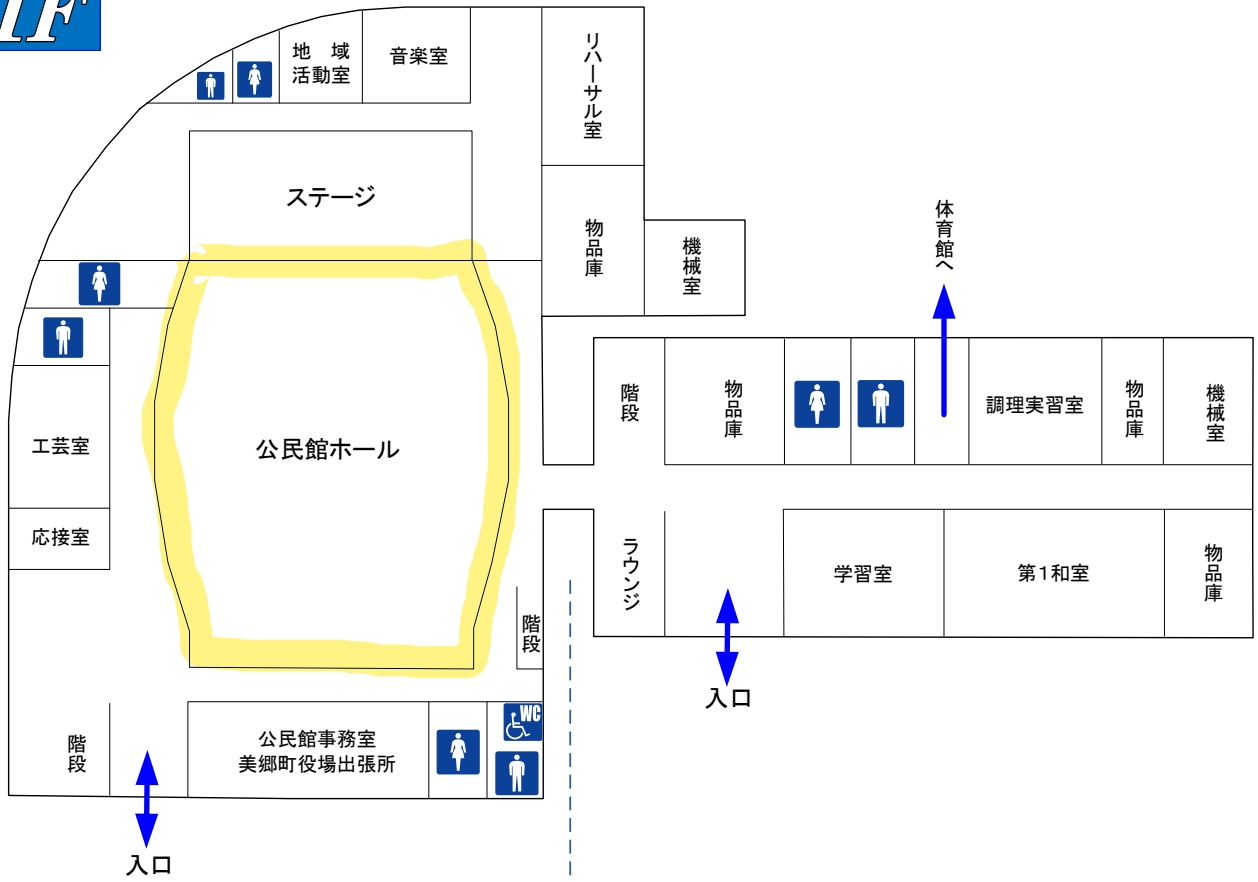 1F
地　域
活動室
音楽室
リハーサル室
ステージ
物品庫
機械室
体育館へ
階段
物品庫
調理実習室
物品庫
機械室
工芸室
公民館ホール
応接室
ラウンジ
学習室
第1和室
物品庫
階段
入口
WC
階段
公民館事務室
美郷町役場出張所
入口